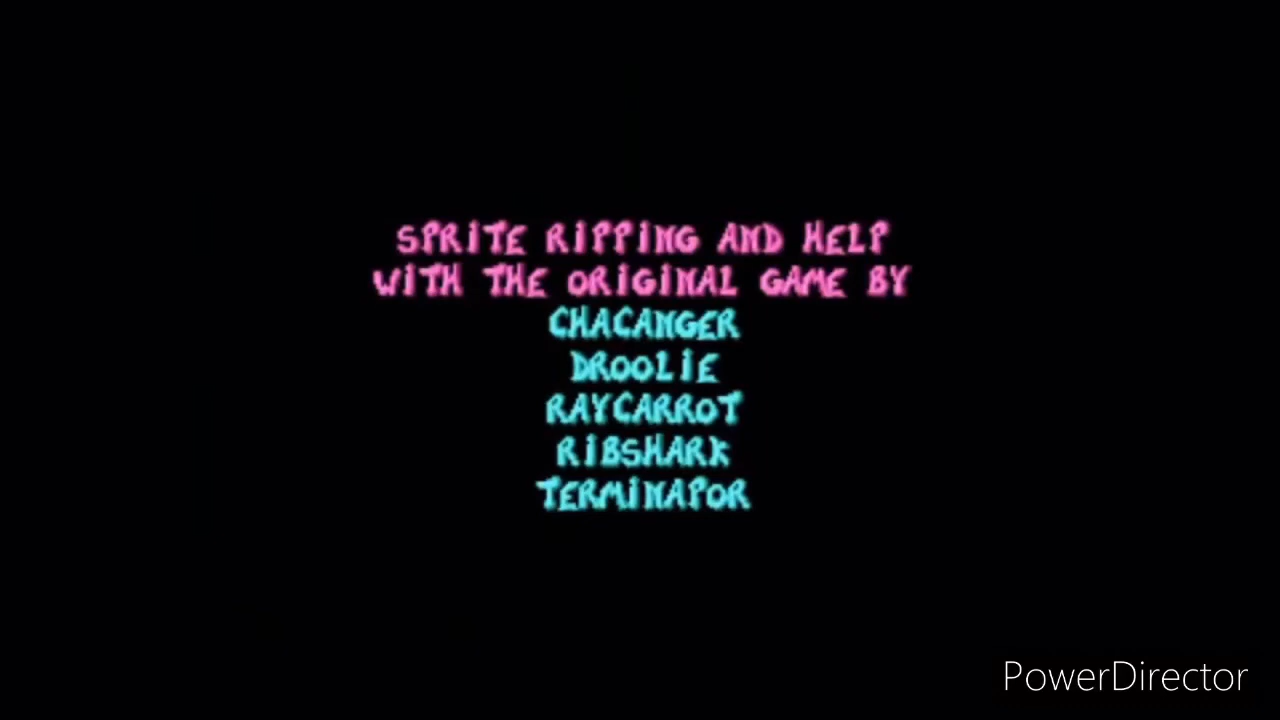 SPRITE RIPPING AND HELP
WITH THE ORIGINAL GAME BY
CHACANGER
DROOLIE
RAYCARROT
RIBSHARK
TERMINAPOR
PowerDirector